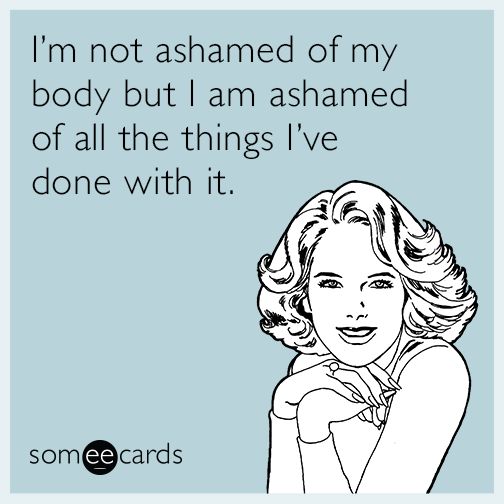 I'm not ashamed of my
body but I am ashamed
of all the things I've
done with it.
someecards